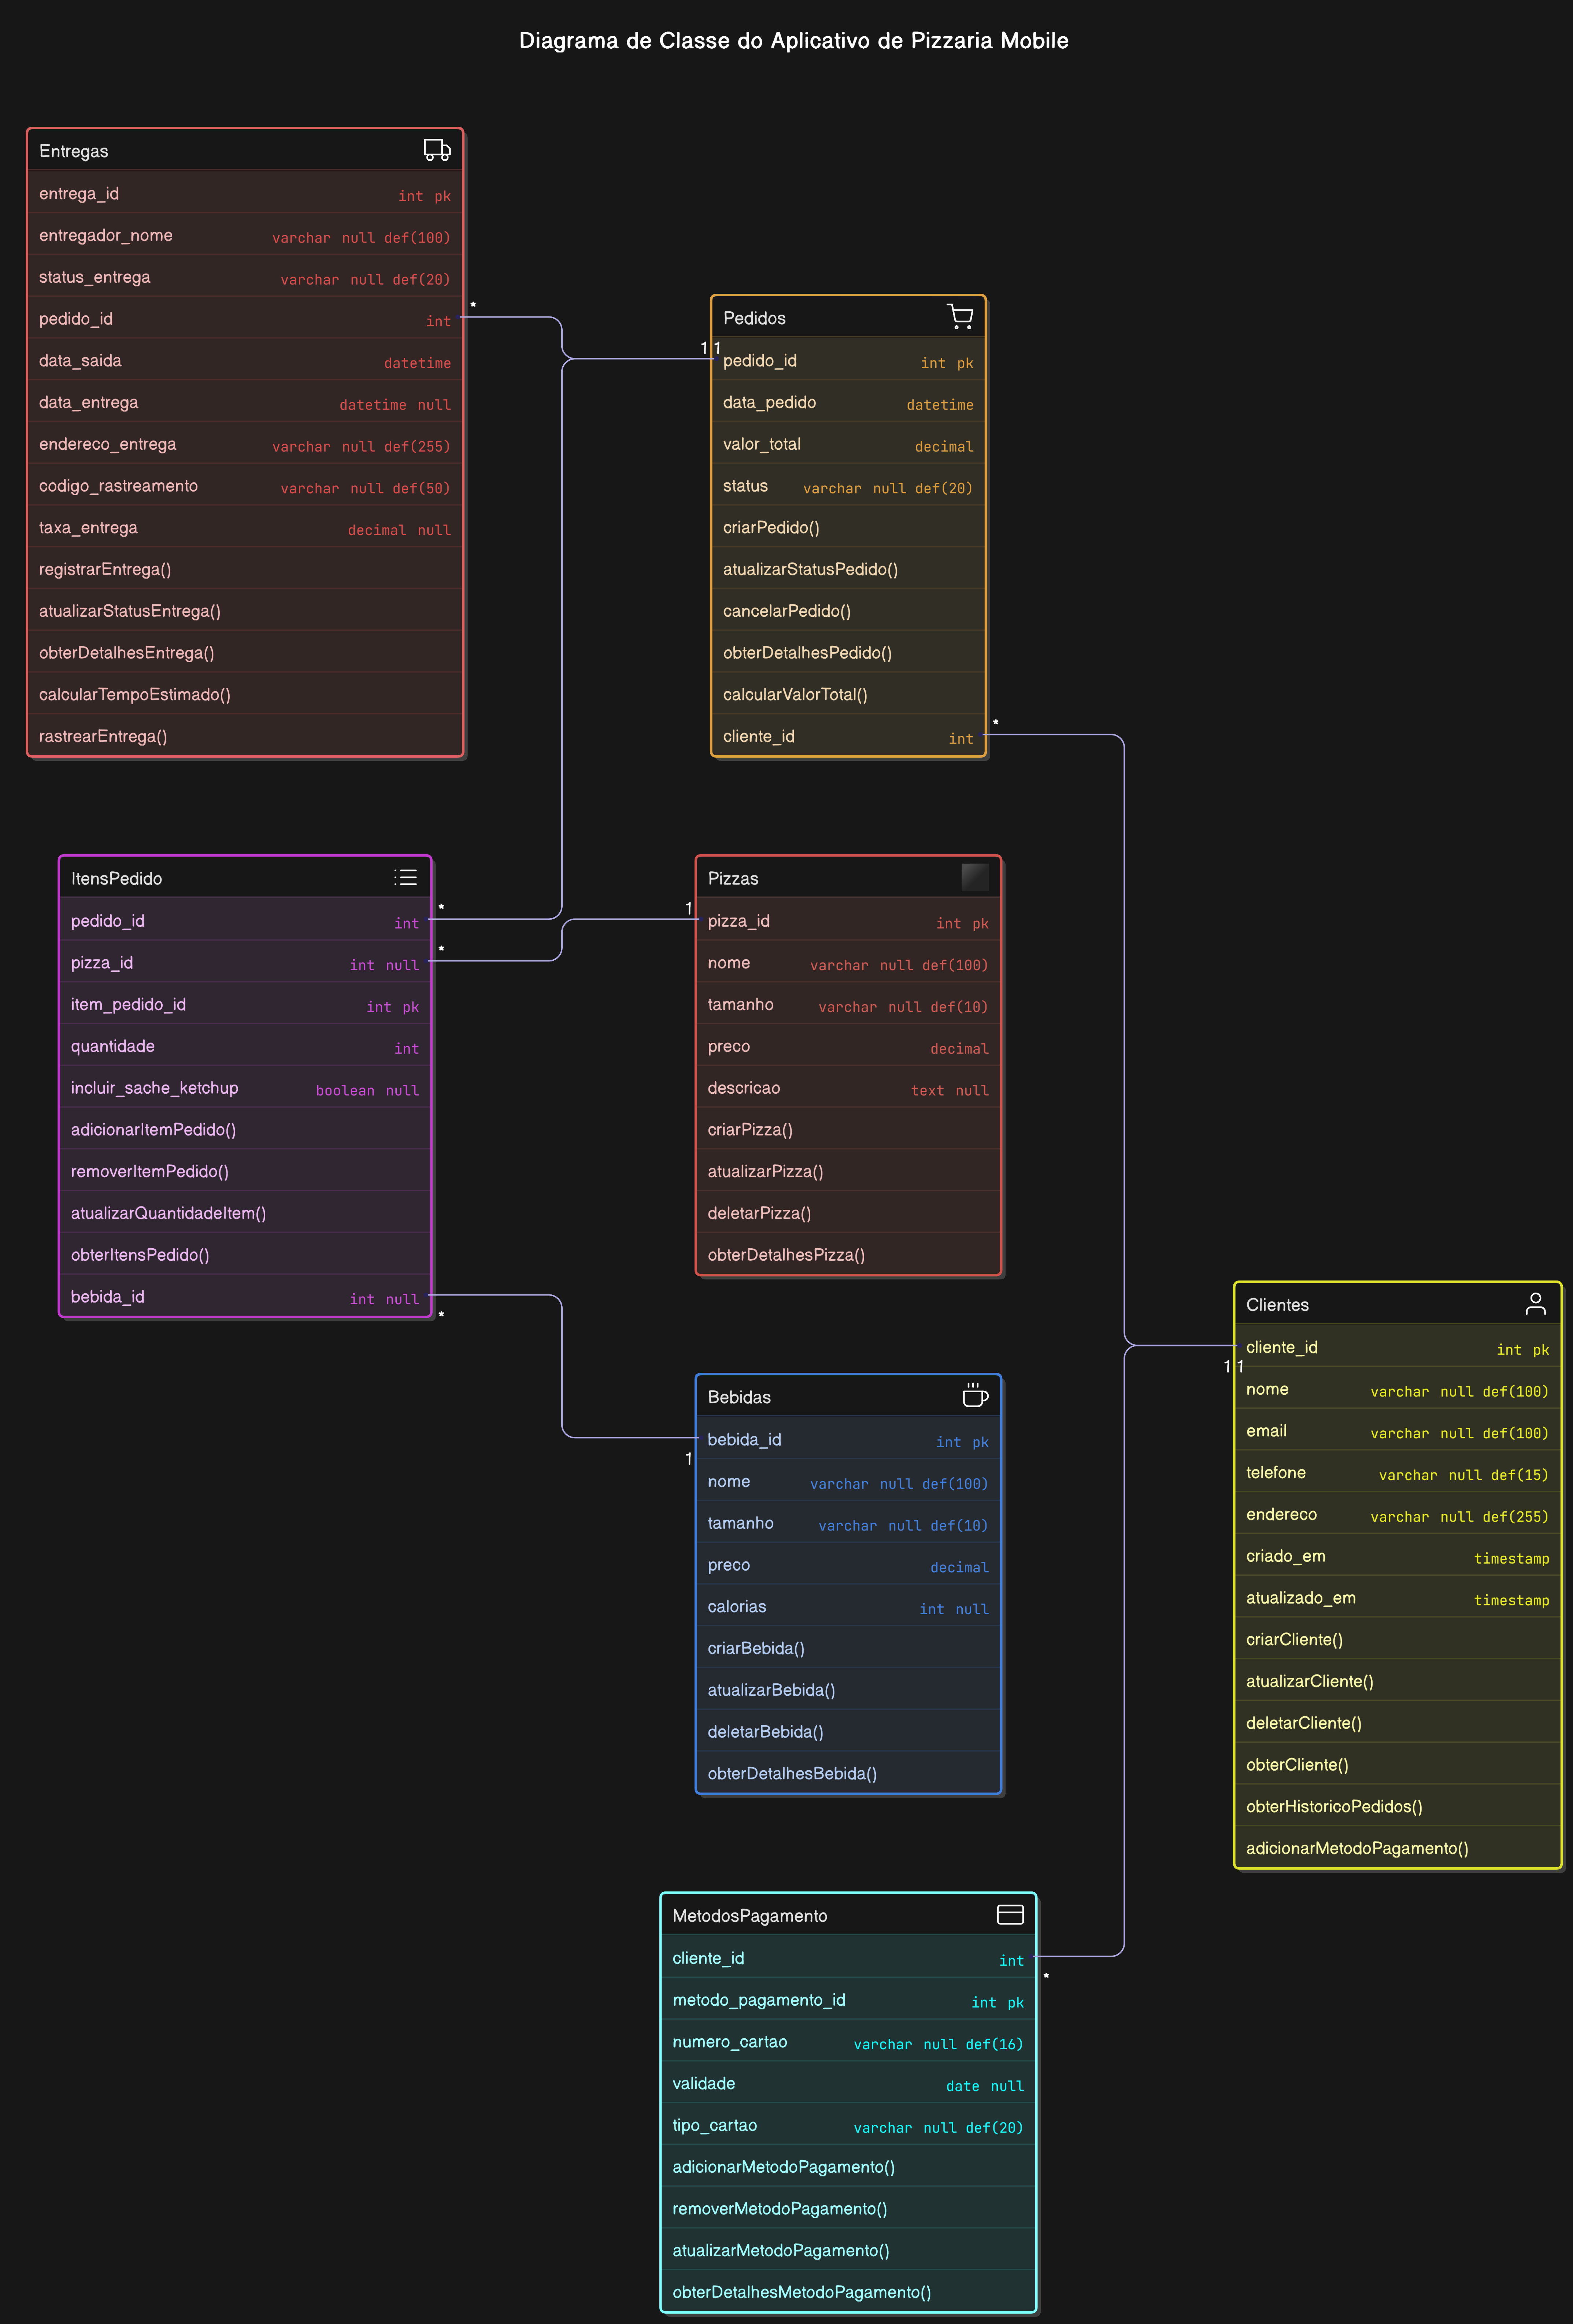 Diagrama de Classe do Aplicativo de Pizzaria Mobile
Entregas
entrega_id int pk
entregador_nome varchar null def(100)
status_entrega varchar null def(20)
pedido_id int
*
data_saida datetime
data_entrega datetime null
endereco_entrega varchar null def(255)
codigo_rastreamento varchar null def(50)
taxa_entrega decimal null
registrarEntrega()
atualizarStatusEntrega()
obterDetalhesEntrega()
calcularTempoEstimado()
rastrearEntrega()
Pedidos
1 1
pedido_id int pk
data_pedido datetime
valor_total decimal
status varchar null def(20)
criarPedido()
atualizarStatusPedido()
cancelarPedido()
obterDetalhesPedido()
calcularValorTotal()
cliente_id int
*
ItensPedido
pedido_id int
*
pizza_id int null
*
item_pedido_id int pk
quantidade int
incluir_sache_ketchup boolean null
adicionarItemPedido()
removerItemPedido()
atualizarQuantidadeItem()
obterItensPedido()
bebida_id int null
*
Pizzas
1
pizza_id int pk
nome varchar null def(100)
tamanho varchar null def(10)
preco decimal
descricao text null
criarPizza()
atualizarPizza()
deletarPizza()
obterDetalhesPizza()
Bebidas
bebida_id int pk
1
nome varchar null def(100)
tamanho varchar null def(10)
preco decimal
calorias int null
criarBebida()
atualizarBebida()
deletarBebida()
obterDetalhesBebida()
Clientes
cliente_id int pk
1 1
nome varchar null def(100)
email varchar null def(100)
telefone varchar null def(15)
endereco varchar null def(255)
criado_em timestamp
atualizado_em timestamp
criarCliente()
atualizarCliente()
deletarCliente()
obterCliente()
obterHistoricoPedidos()
adicionarMetodoPagamento()
MetodosPagamento
cliente_id int
*
metodo_pagamento_id int pk
numero_cartao varchar null def(16)
validade date null
tipo_cartao varchar null def(20)
adicionarMetodoPagamento()
removerMetodoPagamento()
atualizarMetodoPagamento()
obterDetalhesMetodoPagamento()